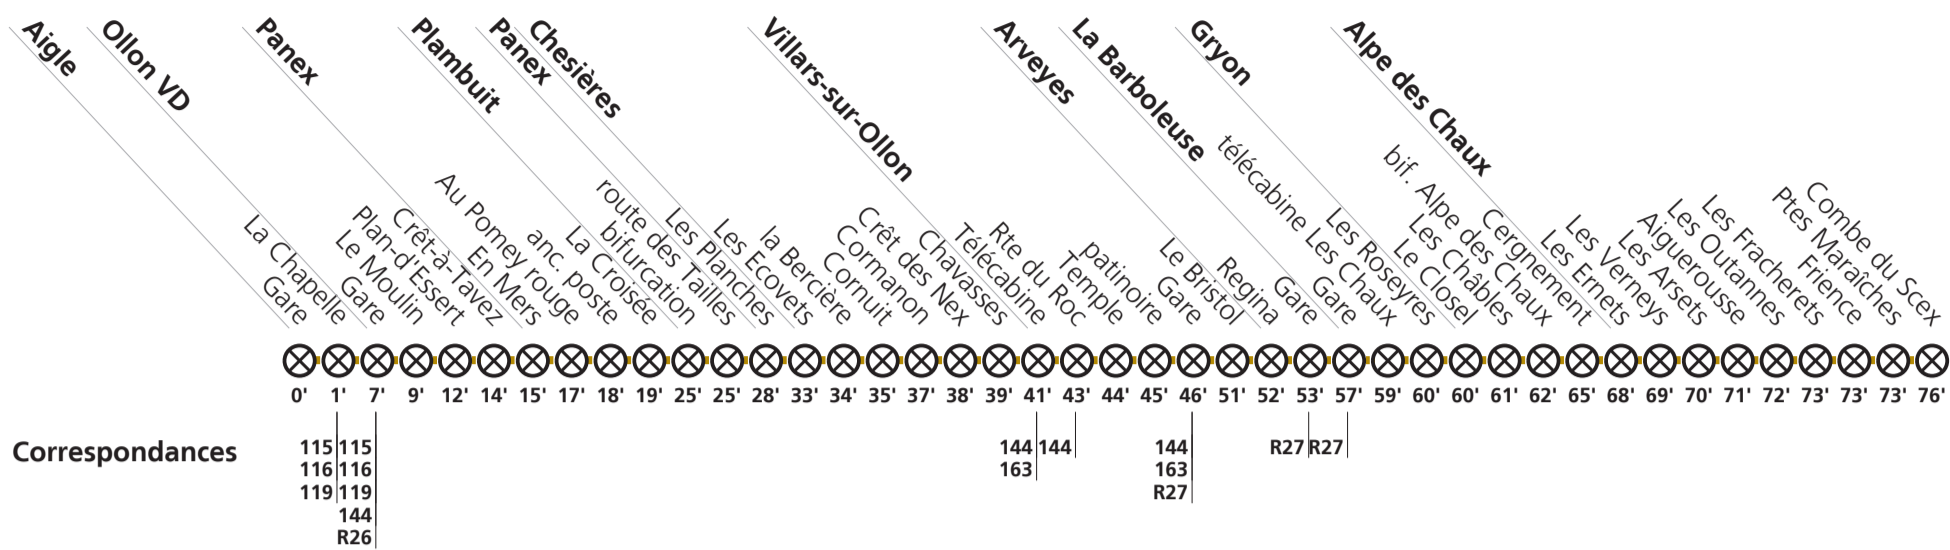 Aigle
Ollon VD
Panex
Plambuit
Panex
Chesières
Villars-sur-Ollon
Arveyes
La Barboleuse
Gryon
Alpe des Chaux
Gare
La Chapelle
Gare
Le Moulin
Plan-d'Essert
Crêt-à-Tavez
En Mers
Au Pomey rouge
anc. poste
La Croisée
bifurcation
route des Tailles
Les Planches
Les Ecovets
la Bercière
Cornuit
Cormanon
Crêt des Nex
Chavasses
Télécabine
Rte du Roc
Temple
patinoire
Gare
Le Bristol
Regina
Gare
Gare
télécabine Les Chaux
Les Roseyres
Le Closel
Les Châbles
bif. Alpe des Chaux
Cergnement
Les Ernets
Les Verneys
Les Arsets
Aiguerousse
Les Outannes
Les Fracherets
Frience
Ptes Maraîches
Combe du Scex
0' 1' 7' 9' 12' 14' 15' 17' 18' 19' 25' 25' 28' 33' 34' 35' 37' 38' 39' 41' 43' 44' 45' 46' 51' 52' 53' 57' 59' 60' 60' 61' 62' 65' 68' 69' 70' 71' 72' 73' 73' 73' 76'
Correspondances 115 115 144 144 144 R27 R27
116 116 163 163
119 119 R27
144
R26